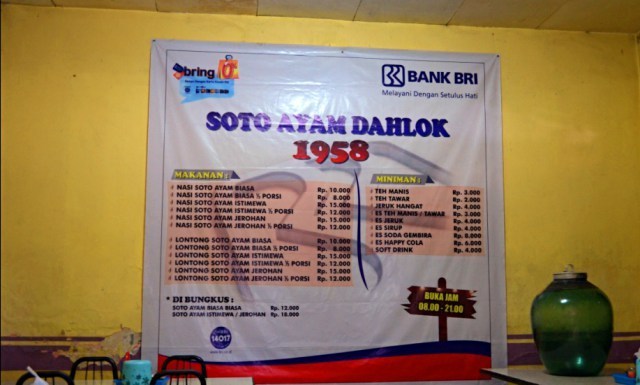 bring
BANK BRI
Melayani Dengan Setulus Hati
SOTO AYAM DAHLOK
1958
MAKANAN :
NASI SOTO AYAM BIASA Rp. 10.000
NASI SOTO AYAM BIASA ½ PORSI Rp. 8.000
NASI SOTO AYAM ISTIMEWA Rp. 15.000
NASI SOTO AYAM ISTIMEWA ½ PORSI Rp. 12.000
NASI SOTO AYAM JEROHAN Rp. 15.000
NASI SOTO AYAM JEROHAN ½ PORSI Rp. 12.000
LONTONG SOTO AYAM BIASA Rp. 10.000
LONTONG SOTO AYAM BIASA ½ PORSI Rp. 8.000
LONTONG SOTO AYAM ISTIMEWA Rp. 15.000
LONTONG SOTO AYAM ISTIMEWA ½ PORSI Rp. 12.000
LONTONG SOTO AYAM JEROHAN Rp. 15.000
LONTONG SOTO AYAM JEROHAN ½ PORSI Rp. 12.000
* DI BUNGKUS :
SOTO AYAM BIASA BIASA Rp. 12.000
SOTO AYAM ISTIMEWA / JEROHAN Rp. 18.000
14017
MINIMAN :
TEH MANIS Rp.
TEH TAWAR Rp. 2.000
JERUK HANGAT Rp. 4.000
ES TEH MANIS / TAWAR Rp.
ES JERUK Rp. 4.000
ES SIRUP Rp. 4.000
ES SODA GEMBIRA Rp.
ES HAPPY COLA Rp. 6.000
SOFT DRINK Rp. 4.000
BUKA JAM
08.00 - 21.00